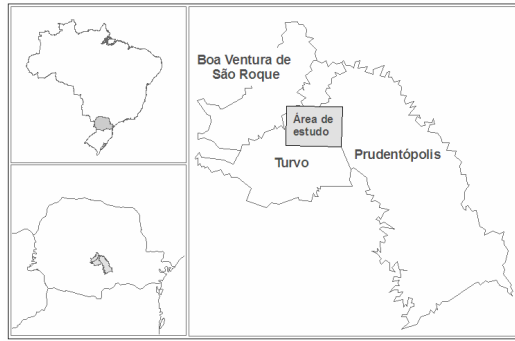 Boa Ventura de
São Roque
Área de
estudo
Turvo
Prudentópolis